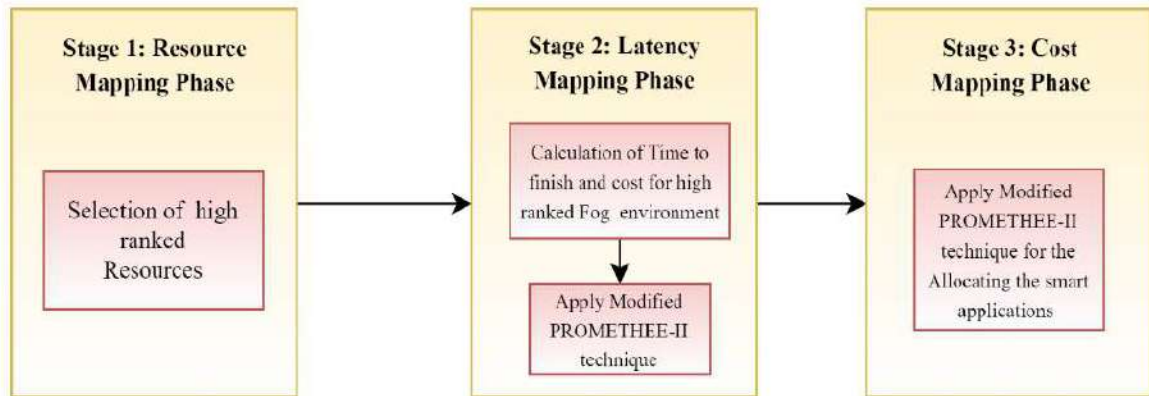 Stage 1: Resource
Mapping Phase
Selection of high
ranked
Resources
Stage 2: Latency
Mapping Phase
Calculation of Time to
finish and cost for high
ranked Fog environment
Apply Modified
PROMETHEE-II
technique
Stage 3: Cost
Mapping Phase
Apply Modified
PROMETHEE-II
technique for the
Allocating the smart
applications